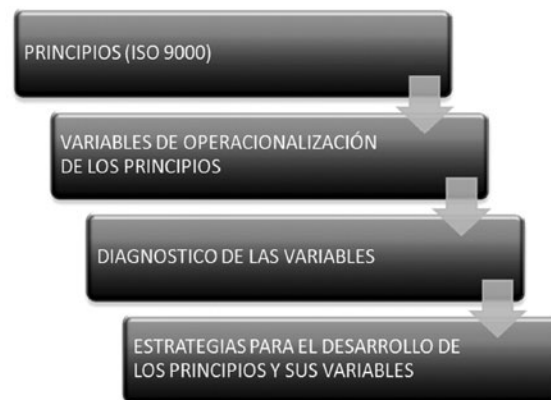 PRINCIPIOS (ISO 9000)
VARIABLES DE OPERACIONALIZACIÓN
DE LOS PRINCIPIOS
DIAGNOSTICO DE LAS VARIABLES
ESTRATEGIAS PARA EL DESARROLLO DE
LOS PRINCIPIOS Y SUS VARIABLES